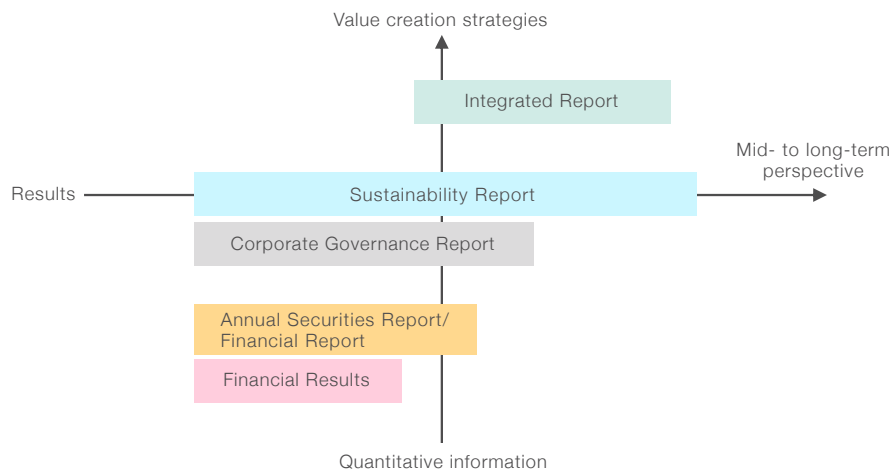 Value creation strategies
Integrated Report
Mid- to long-term
perspective
Results
Sustainability Report
Corporate Governance Report
Annual Securities Report/
Financial Report
Financial Results
Quantitative information